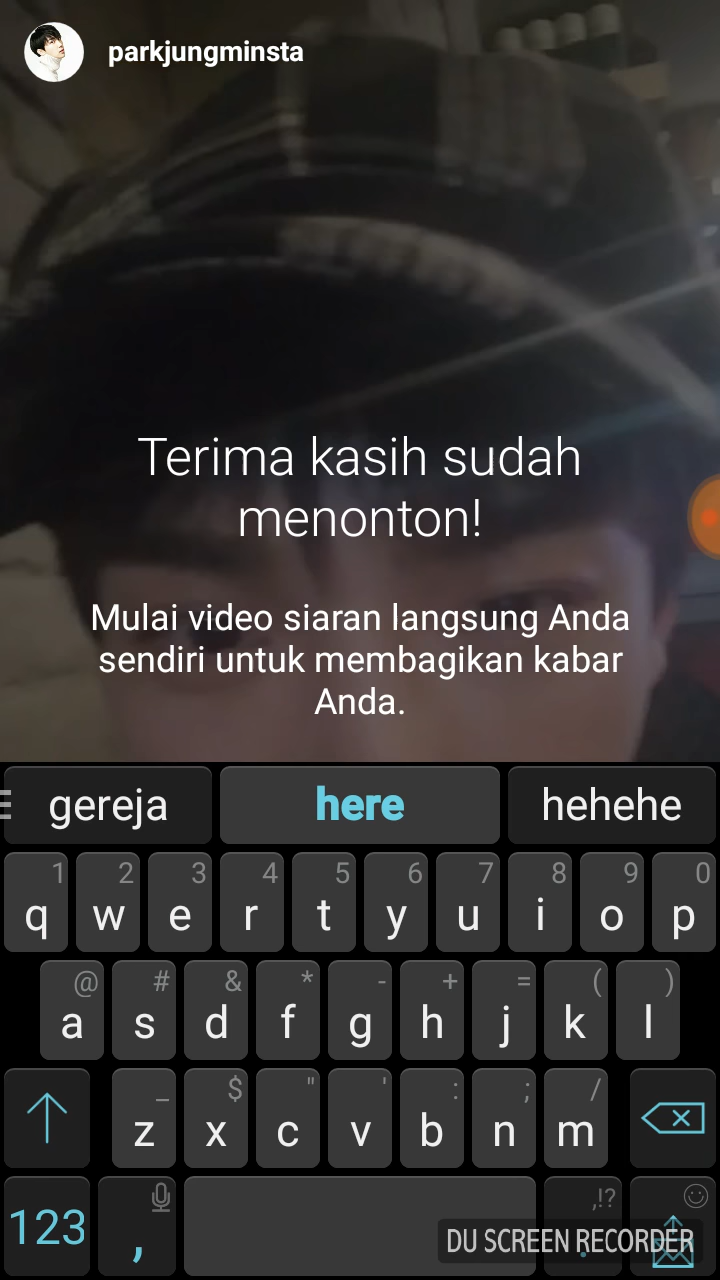 parkjungminsta
Terima kasih sudah
menonton!
Mulai video siaran langsung Anda
sendiri untuk membagikan kabar
Anda.
gereja here hehehe
1 2 3 4 5 6 7 8 9 0
q w e r t y u i o p
@ # & * - + = ( )
a s d f g h j k l
_ $ " ' : ; /
z x c v b n m
,!?
123 , .
DU SCREEN RECORDER